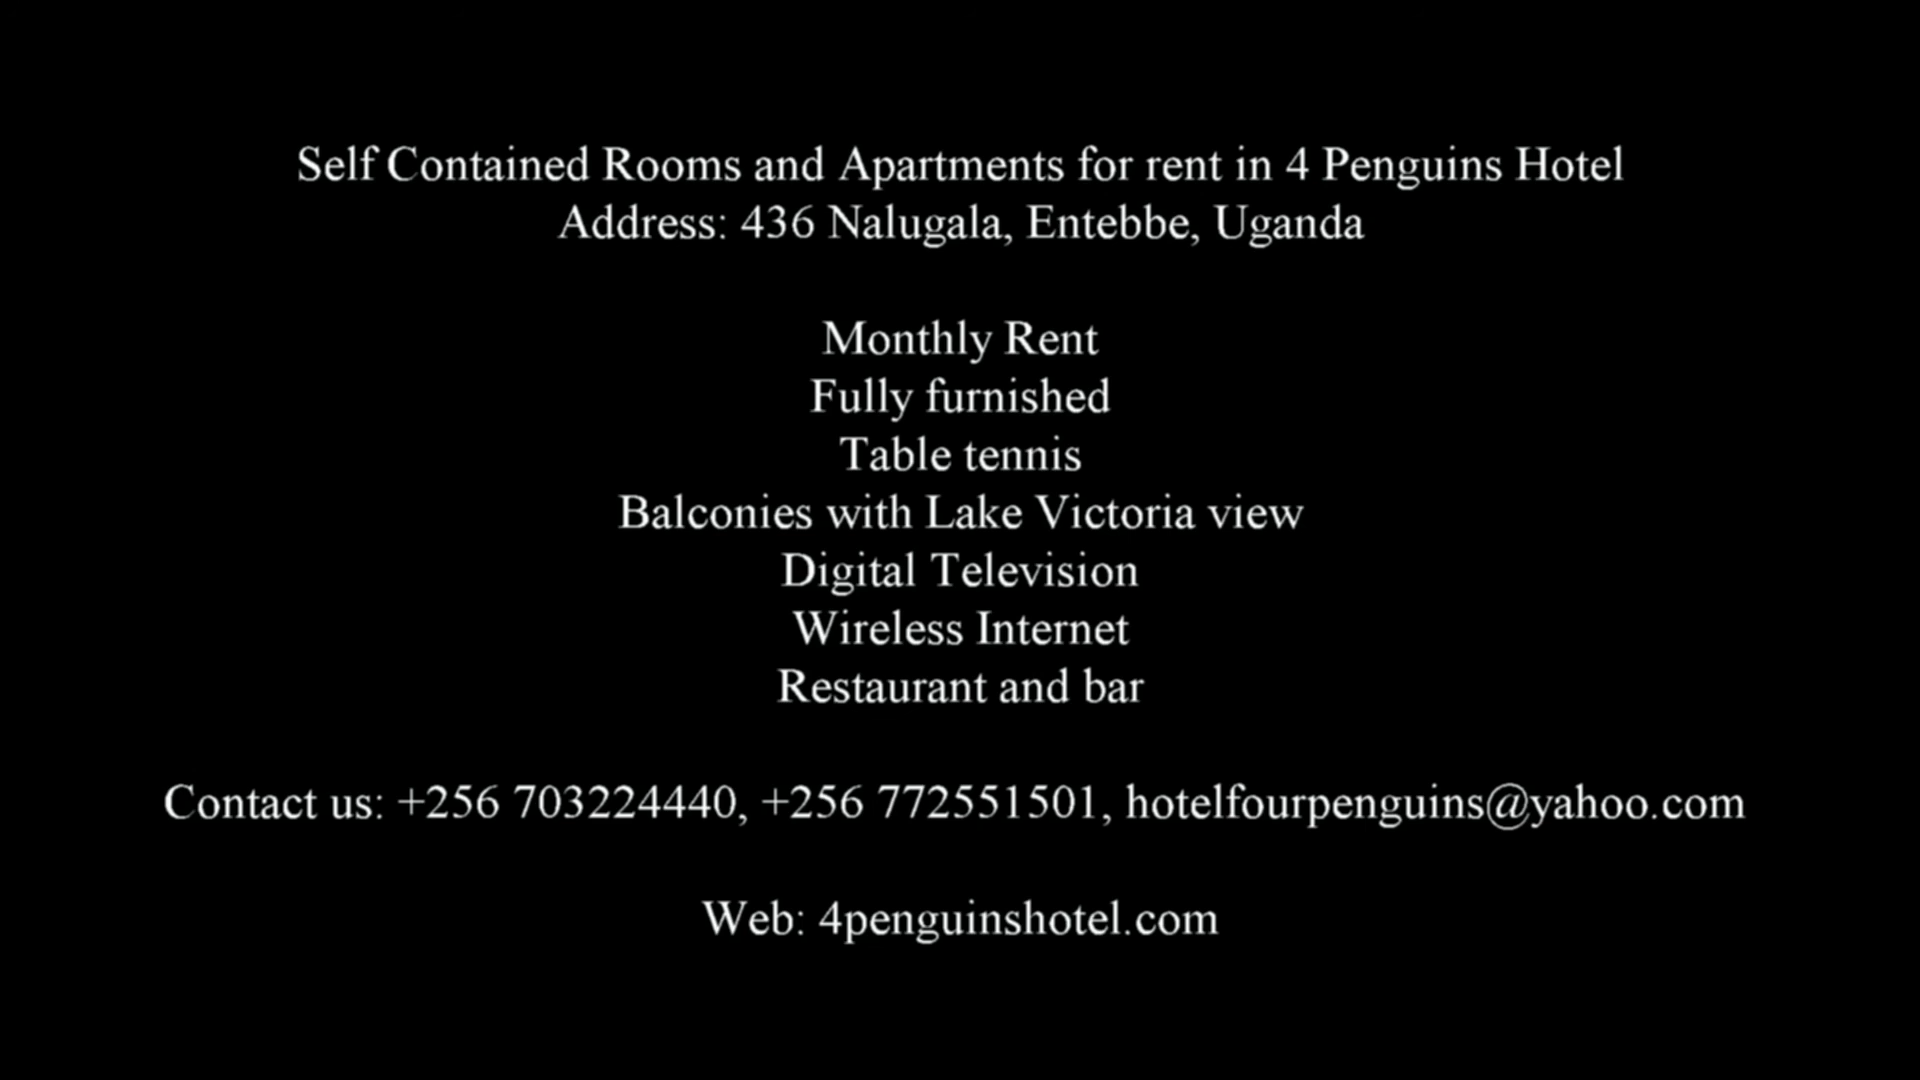 Self Contained Rooms and Apartments for rent in 4 Penguins Hotel
Address: 436 Nalugala, Entebbe, Uganda
Monthly Rent
Fully furnished
Table tennis
Balconies with Lake Victoria view
Digital Television
Wireless Internet
Restaurant and bar
Contact us: +256 703224440, +256 772551501, hotelfourpenguins@yahoo.com
Web: 4penguinshotel.com